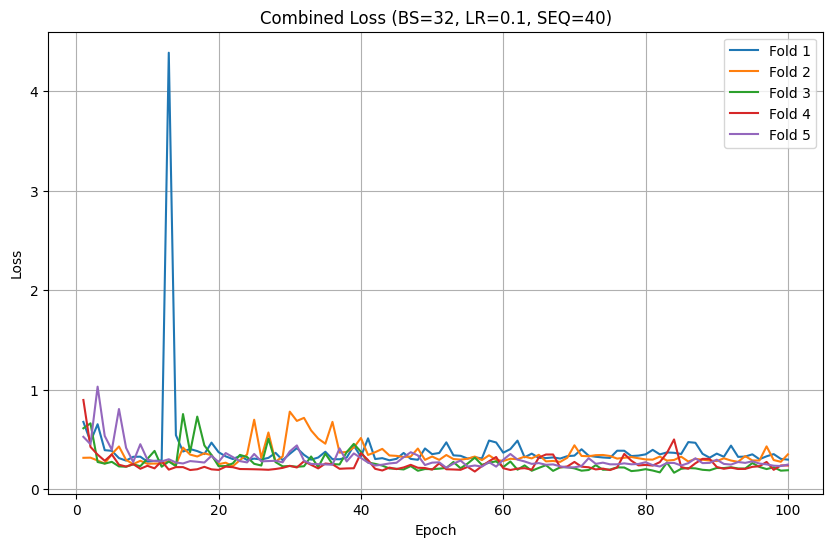 Combined Loss (BS=32, LR=0.1, SEQ=40)
Fold 1
Fold 2
Fold 3
Fold 4
Fold 5
Loss
4
3
2
1
0
0 20 40 60 80 100
Epoch